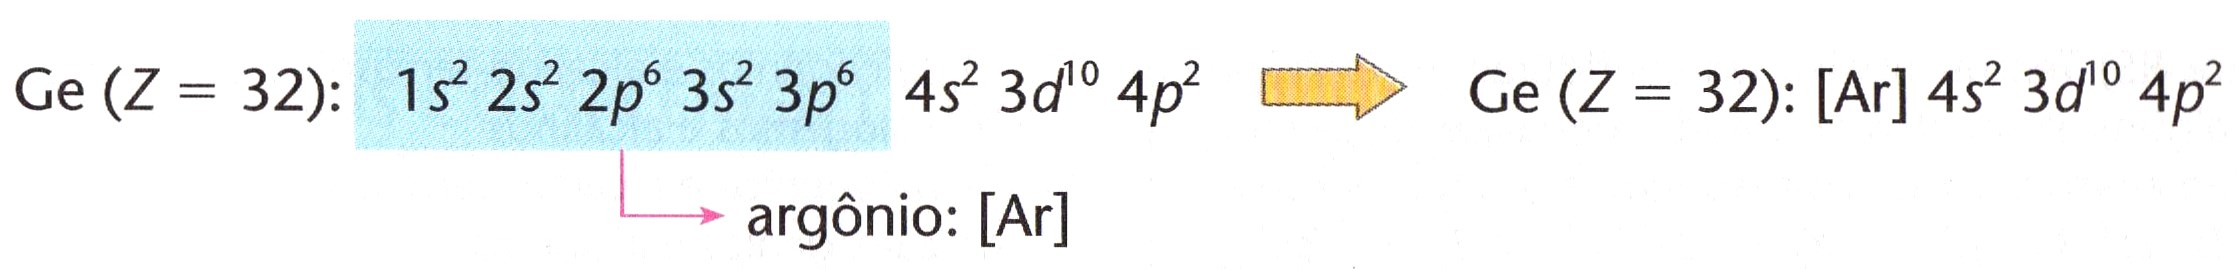 Ge (Z = 32): 1s² 2s² 2p⁶ 3s² 3p⁶ 4s² 3d¹⁰ 4p² Ge (Z = 32): [Ar] 4s² 3d¹⁰ 4p²
argônio: [Ar]